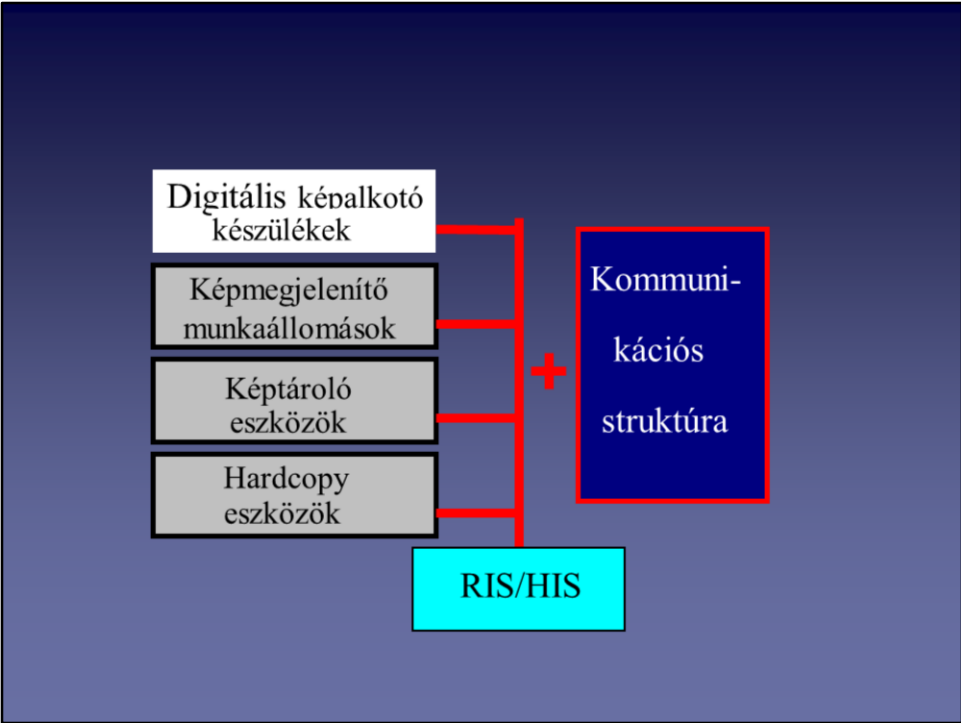 Digitális képalkotó
készülékek
Képmegjelenítő
munkaállomások
Képtároló
eszközök
Hardcopy
eszközök
Kommuni-
kációs
struktúra
+
RIS/HIS